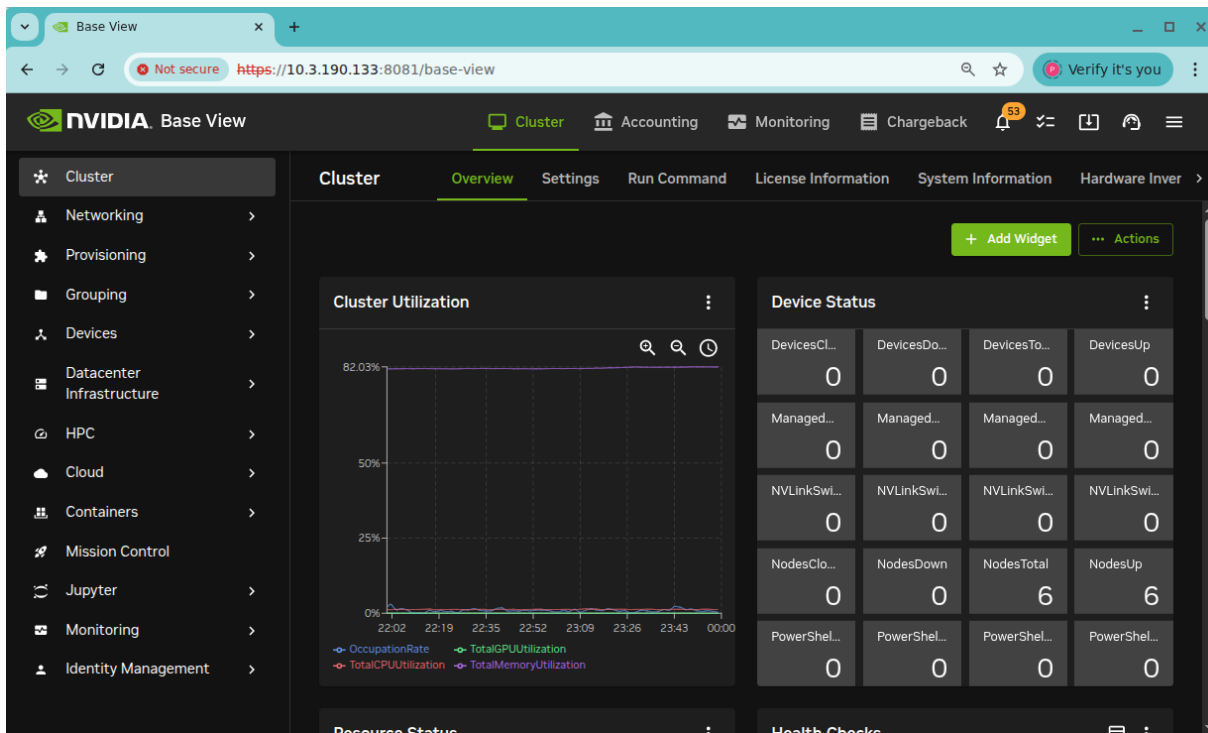 Base View
Not secure https://10.3.190.133:8081/base-view
Verify it's you
NVIDIA. Base View
Cluster
Accounting
Monitoring
Chargeback
53
Cluster
Networking
Provisioning
Grouping
Devices
Datacenter
Infrastructure
HPC
Cloud
Containers
Mission Control
Jupyter
Monitoring
Identity Management
Cluster
Overview
Settings
Run Command
License Information
System Information
Hardware Inver
+ Add Widget
··· Actions
Cluster Utilization
82.03%
50%
25%
0%
22:02 22:19 22:35 22:52 23:09 23:26 23:43 00:00
OccupationRate TotalGPUUtilization
TotalCPUUtilization TotalMemoryUtilization
Device Status
DevicesCl... DevicesDo... DevicesTo... DevicesUp
0 0 0 0
Managed... Managed... Managed... Managed...
0 0 0 0
NVLinkSwi... NVLinkSwi... NVLinkSwi... NVLinkSwi...
0 0 0 0
NodesClo... NodesDown NodesTotal NodesUp
0 0 6 6
PowerShel... PowerShel... PowerShel... PowerShel...
0 0 0 0
Resource Status
Health Checks